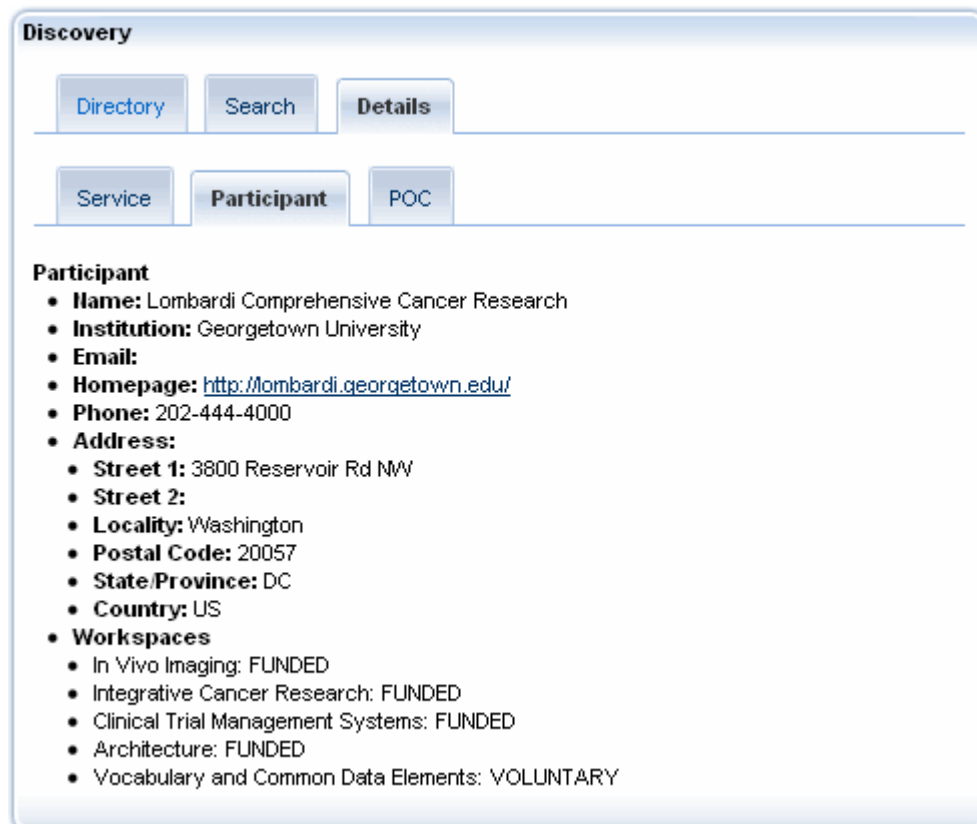 Discovery
Directory Search Details
Service Participant POC
Participant
• Name: Lombardi Comprehensive Cancer Research
• Institution: Georgetown University
• Email:
• Homepage: http://lombardi.georgetown.edu/
• Phone: 202-444-4000
• Address:
• Street 1: 3800 Reservoir Rd NW
• Street 2:
• Locality: Washington
• Postal Code: 20057
• State/Province: DC
• Country: US
• Workspaces
• In Vivo Imaging: FUNDED
• Integrative Cancer Research: FUNDED
• Clinical Trial Management Systems: FUNDED
• Architecture: FUNDED
• Vocabulary and Common Data Elements: VOLUNTARY